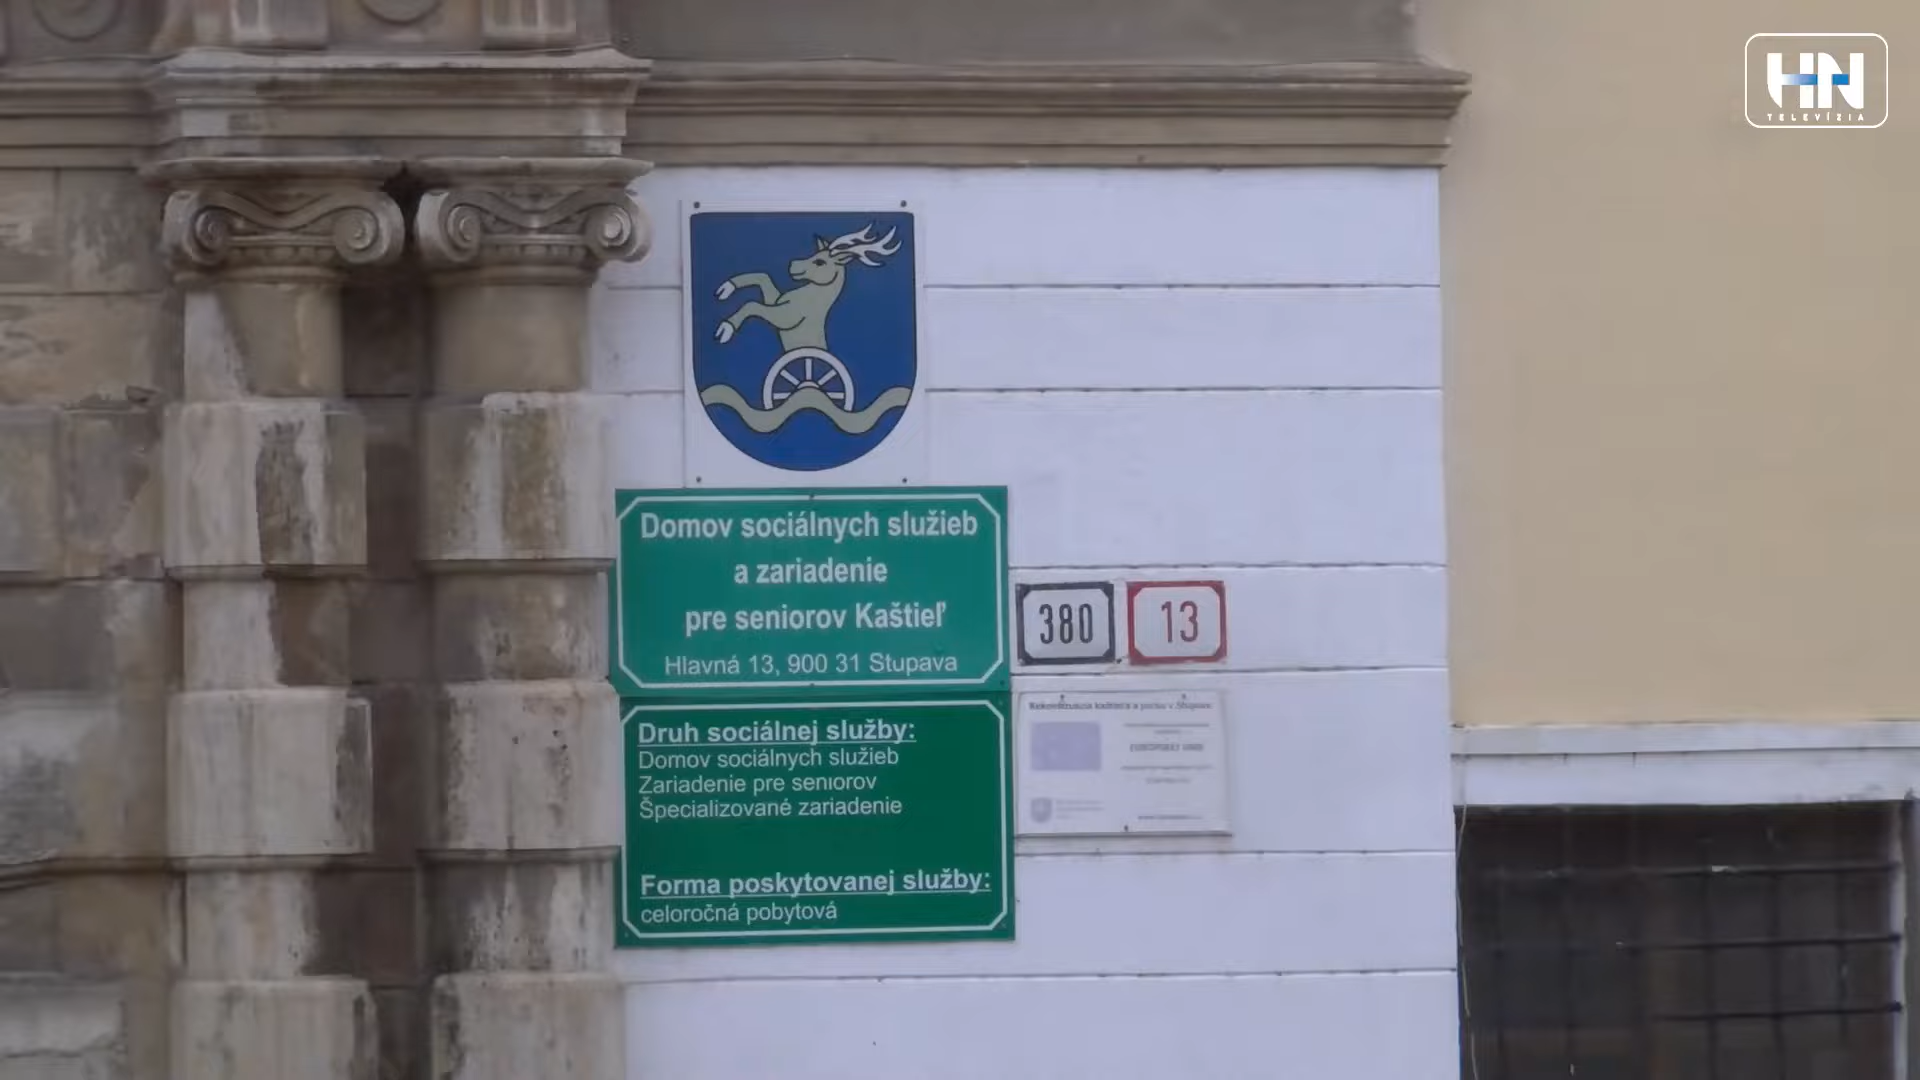 HN
TELEVÍZIA
Domov sociálnych služieb
a zariadenie
pre seniorov Kaštieľ
Hlavná 13, 900 31 Stupava
380
13
Druh sociálnej služby:
Domov sociálnych služieb
Zariadenie pre seniorov
Špecializované zariadenie
Forma poskytovanej služby:
celoročná pobytová